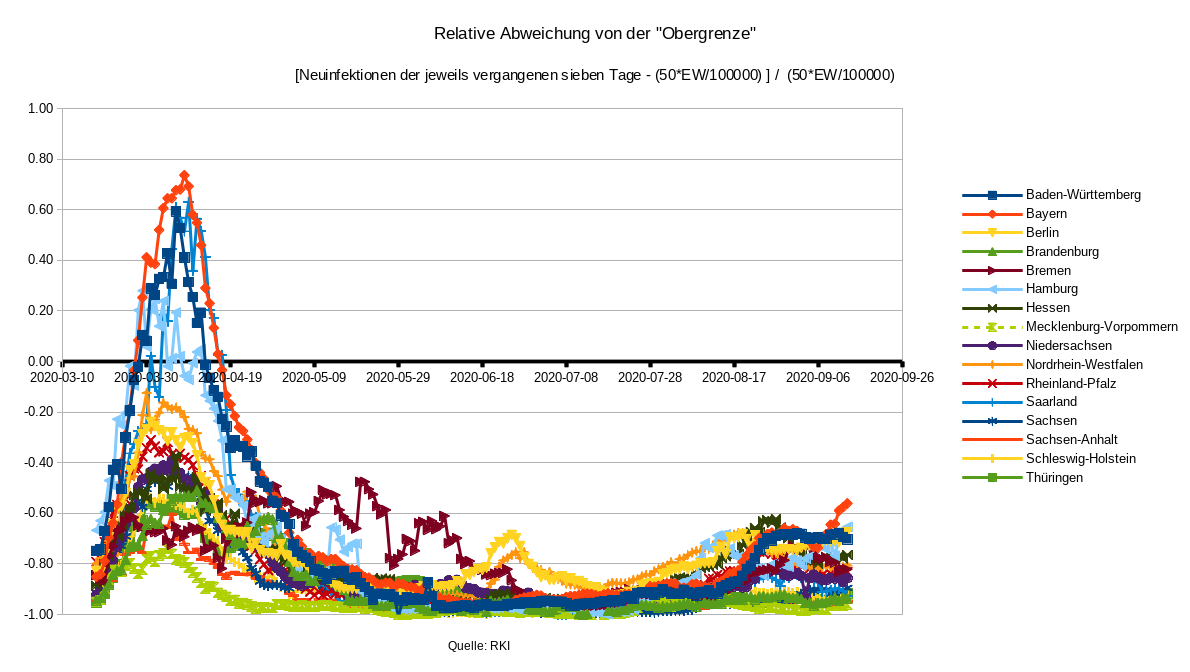 Relative Abweichung von der "Obergrenze"
[Neuinfektionen der jeweils vergangenen sieben Tage - (50*EW/100000) ] / (50*EW/100000)
1.00
0.80
0.60
0.40
0.20
0.00
-0.20
-0.40
-0.60
-0.80
-1.00
2020-03-10 2020-03-30 2020-04-19 2020-05-09 2020-05-29 2020-06-18 2020-07-08 2020-07-28 2020-08-17 2020-09-06 2020-09-26
Baden-Württemberg
Bayern
Berlin
Brandenburg
Bremen
Hamburg
Hessen
Mecklenburg-Vorpommern
Niedersachsen
Nordrhein-Westfalen
Rheinland-Pfalz
Saarland
Sachsen
Sachsen-Anhalt
Schleswig-Holstein
Thüringen
Quelle: RKI